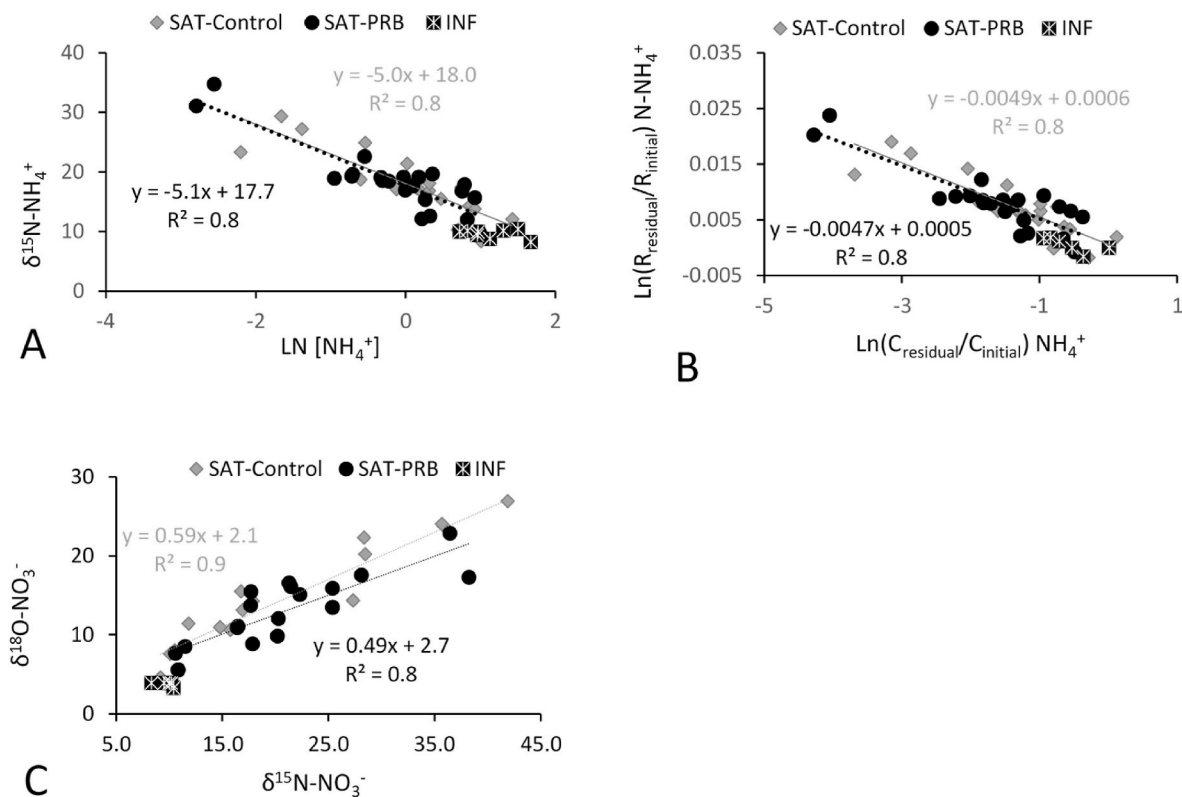 SAT-Control SAT-PRB INF
40
30
20
10
0
-4 -2 0 2
δ¹⁵N-NH₄⁺
LN [NH₄⁺]
y = -5.0x + 18.0
R² = 0.8
y = -5.1x + 17.7
R² = 0.8
A
SAT-Control SAT-PRB INF
0.035
0.025
0.015
0.005
-0.005
-5 -3 -1 1
Ln(Rresidual/Rinitial) N-NH₄⁺
Ln(Cresidual/Cinitial) NH₄⁺
y = -0.0049x + 0.0006
R² = 0.8
y = -0.0047x + 0.0005
R² = 0.8
B
SAT-Control SAT-PRB INF
30
20
10
0
5.0 15.0 25.0 35.0 45.0
δ¹⁸O-NO₃⁻
δ¹⁵N-NO₃⁻
y = 0.59x + 2.1
R² = 0.9
y = 0.49x + 2.7
R² = 0.8
C